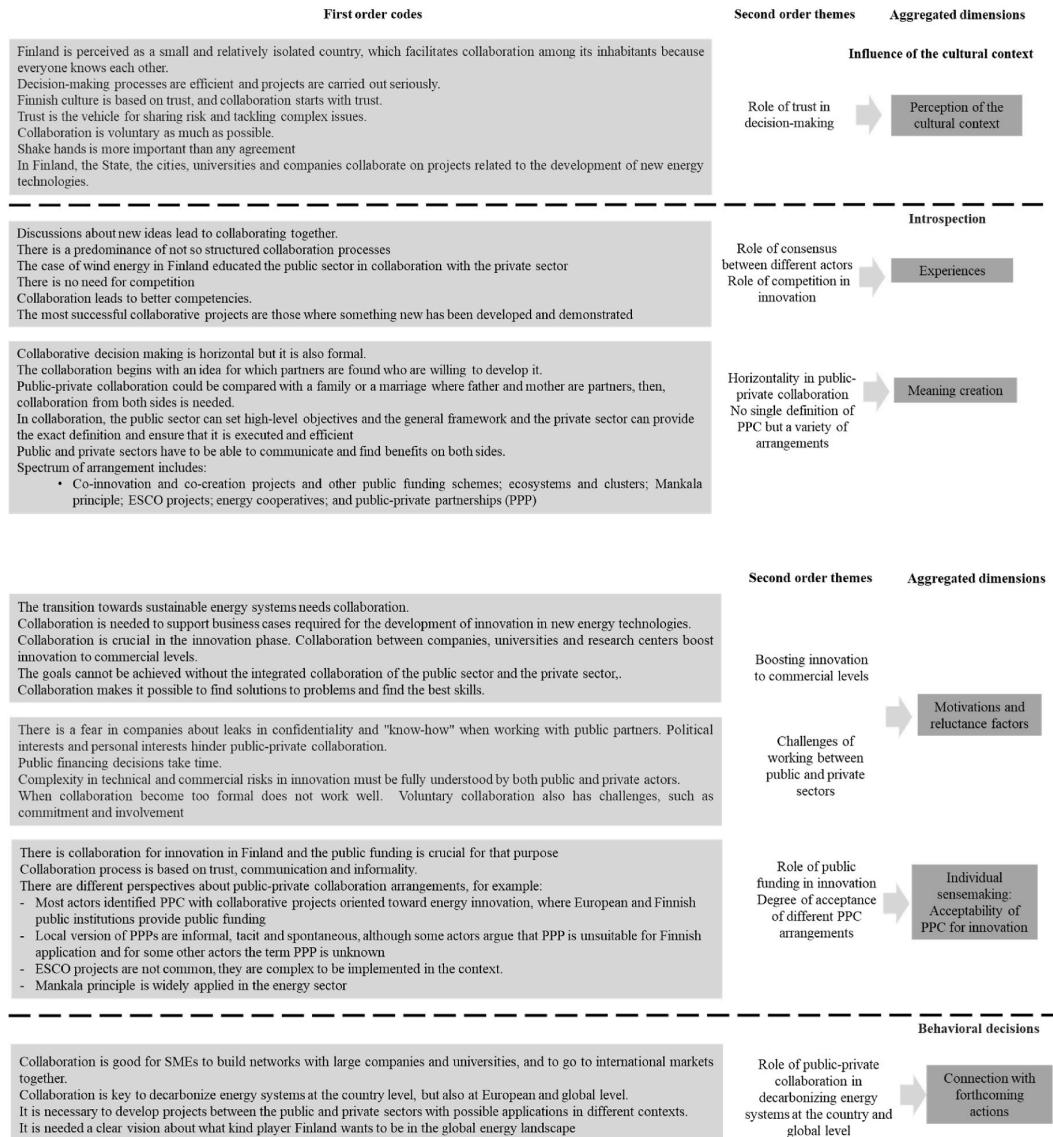 First order codes
Second order themes
Aggregated dimensions
Influence of the cultural context
Finland is perceived as a small and relatively isolated country, which facilitates collaboration among its inhabitants because
everyone knows each other.
Decision-making processes are efficient and projects are carried out seriously.
Finnish culture is based on trust, and collaboration starts with trust.
Trust is the vehicle for sharing risk and tackling complex issues.
Collaboration is voluntary as much as possible.
Shake hands is more important than any agreement
In Finland, the State, the cities, universities and companies collaborate on projects related to the development of new energy
technologies.
Role of trust in
decision-making
Perception of the
cultural context
Introspection
Discussions about new ideas lead to collaborating together.
There is a predominance of not so structured collaboration processes
The case of wind energy in Finland educated the public sector in collaboration with the private sector
There is no need for competition
Collaboration leads to better competencies.
The most successful collaborative projects are those where something new has been developed and demonstrated
Role of consensus
between different actors
Role of competition in
innovation
Experiences
Collaborative decision making is horizontal but it is also formal.
The collaboration begins with an idea for which partners are found who are willing to develop it.
Public-private collaboration could be compared with a family or a marriage where father and mother are partners, then,
collaboration from both sides is needed.
In collaboration, the public sector can set high-level objectives and the general framework and the private sector can provide
the exact definition and ensure that it is executed and efficient
Public and private sectors have to be able to communicate and find benefits on both sides.
Spectrum of arrangement includes:
• Co-innovation and co-creation projects and other public funding schemes; ecosystems and clusters; Mankala
principle; ESCO projects; energy cooperatives; and public-private partnerships (PPP)
Horizontality in public-
private collaboration
No single definition of
PPC but a variety of
arrangements
Meaning creation
Second order themes
Aggregated dimensions
The transition towards sustainable energy systems needs collaboration.
Collaboration is needed to support business cases required for the development of innovation in new energy technologies.
Collaboration is crucial in the innovation phase. Collaboration between companies, universities and research centers boost
innovation to commercial levels.
The goals cannot be achieved without the integrated collaboration of the public sector and the private sector,.
Collaboration makes it possible to find solutions to problems and find the best skills.
Boosting innovation
to commercial levels
Motivations and
reluctance factors
There is a fear in companies about leaks in confidentiality and "know-how" when working with public partners. Political
interests and personal interests hinder public-private collaboration.
Public financing decisions take time.
Complexity in technical and commercial risks in innovation must be fully understood by both public and private actors.
When collaboration become too formal does not work well. Voluntary collaboration also has challenges, such as
commitment and involvement
Challenges of
working between
public and private
sectors
There is collaboration for innovation in Finland and the public funding is crucial for that purpose
Collaboration process is based on trust, communication and informality.
There are different perspectives about public-private collaboration arrangements, for example:
- Most actors identified PPC with collaborative projects oriented toward energy innovation, where European and Finnish
public institutions provide public funding
- Local version of PPPs are informal, tacit and spontaneous, although some actors argue that PPP is unsuitable for Finnish
application and for some other actors the term PPP is unknown
- ESCO projects are not common, they are complex to be implemented in the context.
- Mankala principle is widely applied in the energy sector
Role of public
funding in innovation
Degree of acceptance
of different PPC
arrangements
Individual
sensemaking:
Acceptability of
PPC for innovation
Behavioral decisions
Collaboration is good for SMEs to build networks with large companies and universities, and to go to international markets
together.
Collaboration is key to decarbonize energy systems at the country level, but also at European and global level.
It is necessary to develop projects between the public and private sectors with possible applications in different contexts.
It is needed a clear vision about what kind player Finland wants to be in the global energy landscape
Role of public-private
collaboration in
decarbonizing energy
systems at the country and
global level
Connection with
forthcoming
actions